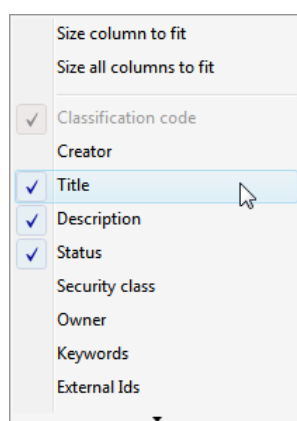 Size column to fit
Size all columns to fit
Classification code
Creator
Title
Description
Status
Security class
Owner
Keywords
External Ids